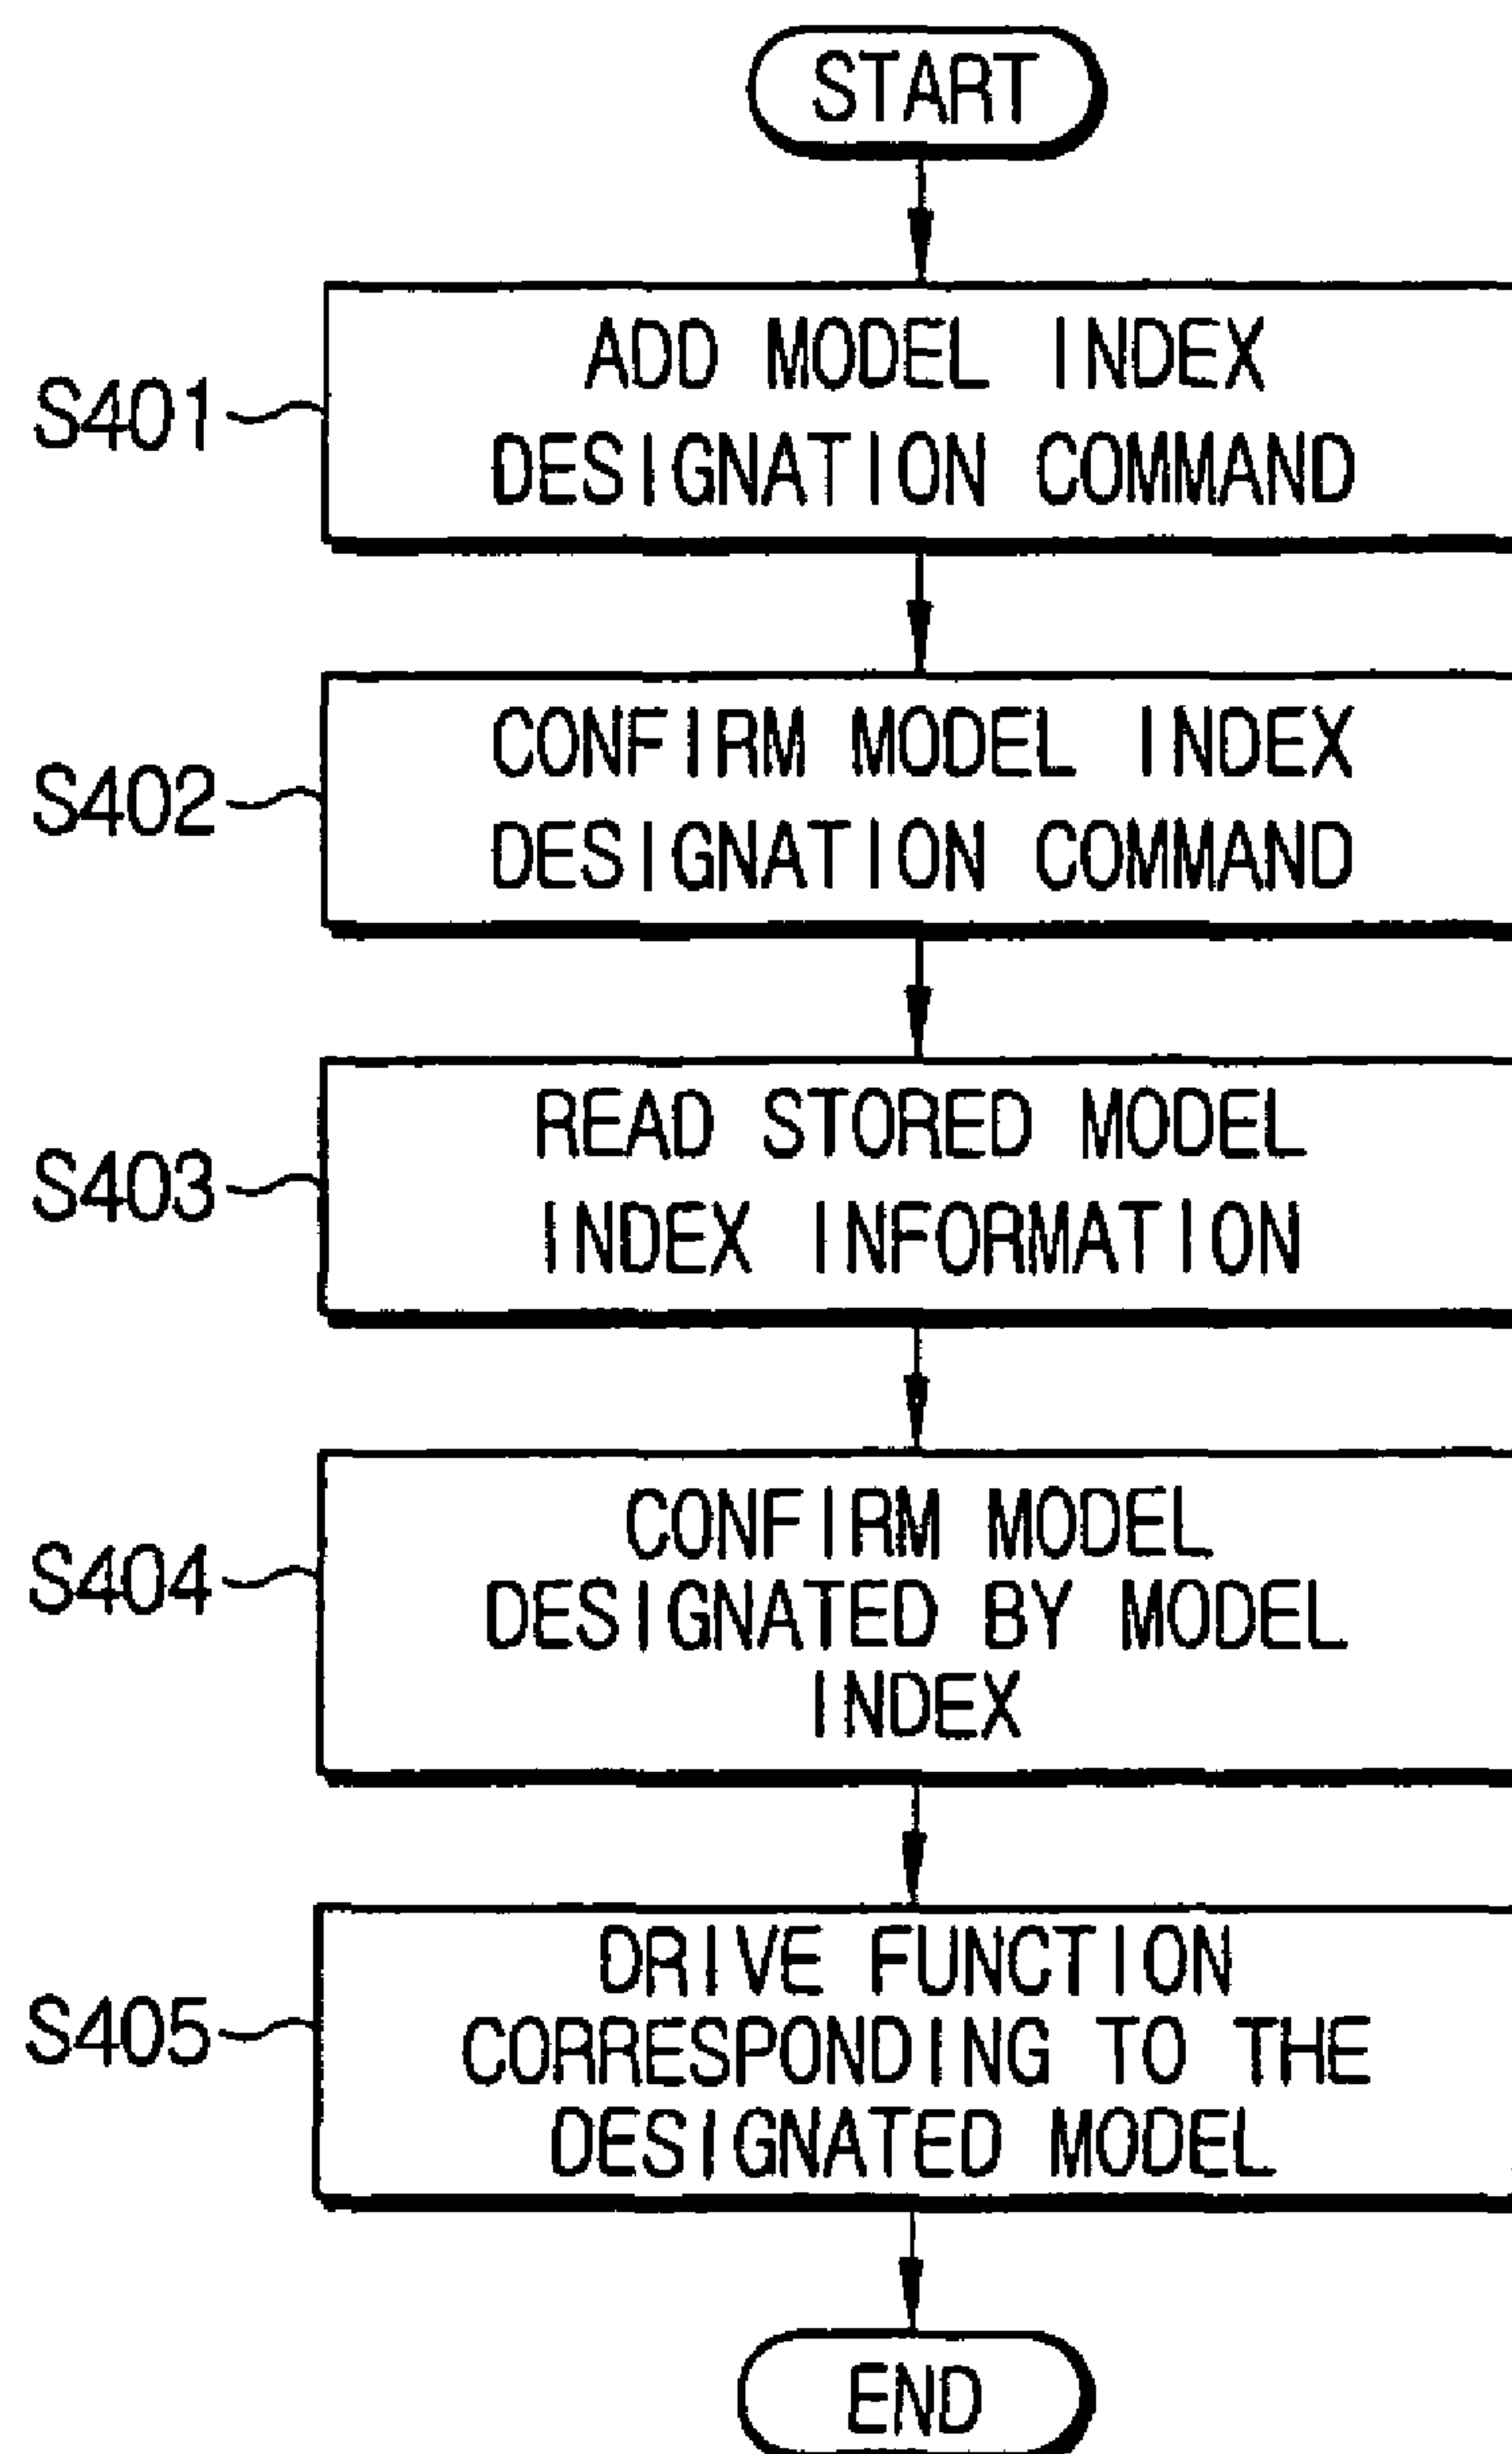 START
S401
ADD MODEL INDEX
DESIGNATION COMMAND
S402
CONFIRM MODEL INDEX
DESIGNATION COMMAND
S403
READ STORED MODEL
INDEX INFORMATION
S404
CONFIRM MODEL
DESIGNATED BY MODEL
INDEX
S405
DRIVE FUNCTION
CORRESPONDING TO THE
DESIGNATED MODEL
END